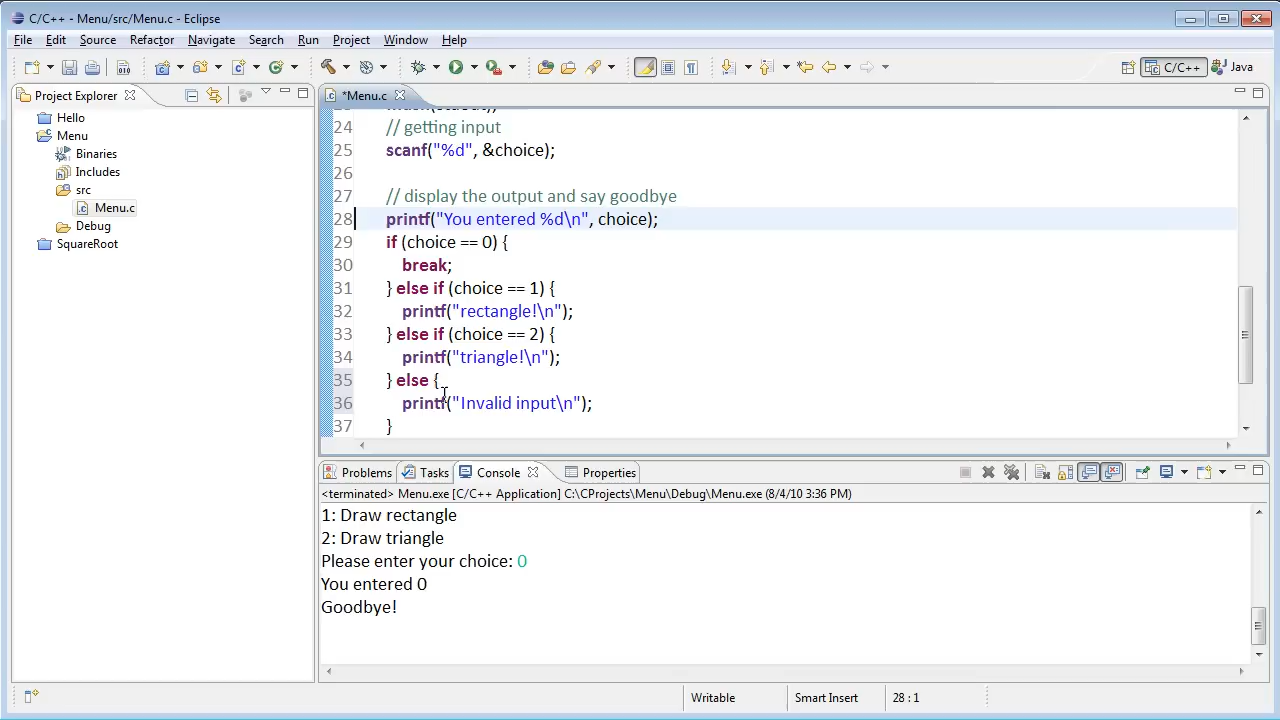 C/C++ - Menu/src/Menu.c - Eclipse
File Edit Source Refactor Navigate Search Run Project Window Help
C/C++ Java
Project Explorer
Hello
Menu
Binaries
Includes
src
Menu.c
Debug
SquareRoot
*Menu.c
24 // getting input
25 scanf("%d", &choice);
26
27 // display the output and say goodbye
28 printf("You entered %d\n", choice);
29 if (choice == 0) {
30 break;
31 } else if (choice == 1) {
32 printf("rectangle!\n");
33 } else if (choice == 2) {
34 printf("triangle!\n");
35 } else {
36 printf("Invalid input\n");
37 }
Problems Tasks Console Properties
<terminated> Menu.exe [C/C++ Application] C:\CProjects\Menu\Debug\Menu.exe (8/4/10 3:36 PM)
1: Draw rectangle
2: Draw triangle
Please enter your choice: 0
You entered 0
Goodbye!
Writable Smart Insert 28 : 1